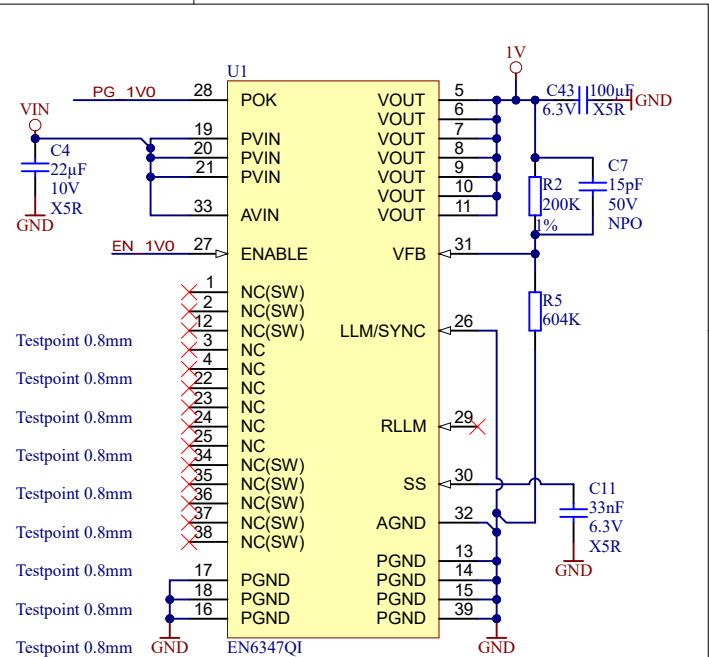 1V
U1
PG 1V0
28
POK
VOUT
5
C43
100µF
GND
6.3V
X5R
VOUT
6
VIN
19
PVIN
VOUT
7
20
PVIN
VOUT
8
21
PVIN
VOUT
9
VOUT
10
33
AVIN
VOUT
11
C4
22µF
10V
X5R
GND
C7
15pF
50V
NPO
R2
200K
1%
EN 1V0
27
ENABLE
VFB
31
1
NC(SW)
2
NC(SW)
12
NC(SW)
LLM/SYNC
26
R5
604K
3
NC
4
NC
22
NC
23
NC
24
NC
RLLM
29
25
NC
34
NC(SW)
35
NC(SW)
SS
30
36
NC(SW)
37
NC(SW)
AGND
32
38
NC(SW)
C11
33nF
6.3V
X5R
GND
PGND
13
17
PGND
PGND
14
18
PGND
PGND
15
16
PGND
PGND
39
GND
EN6347QI
GND
Testpoint 0.8mm
Testpoint 0.8mm
Testpoint 0.8mm
Testpoint 0.8mm
Testpoint 0.8mm
Testpoint 0.8mm
Testpoint 0.8mm
Testpoint 0.8mm
Testpoint 0.8mm